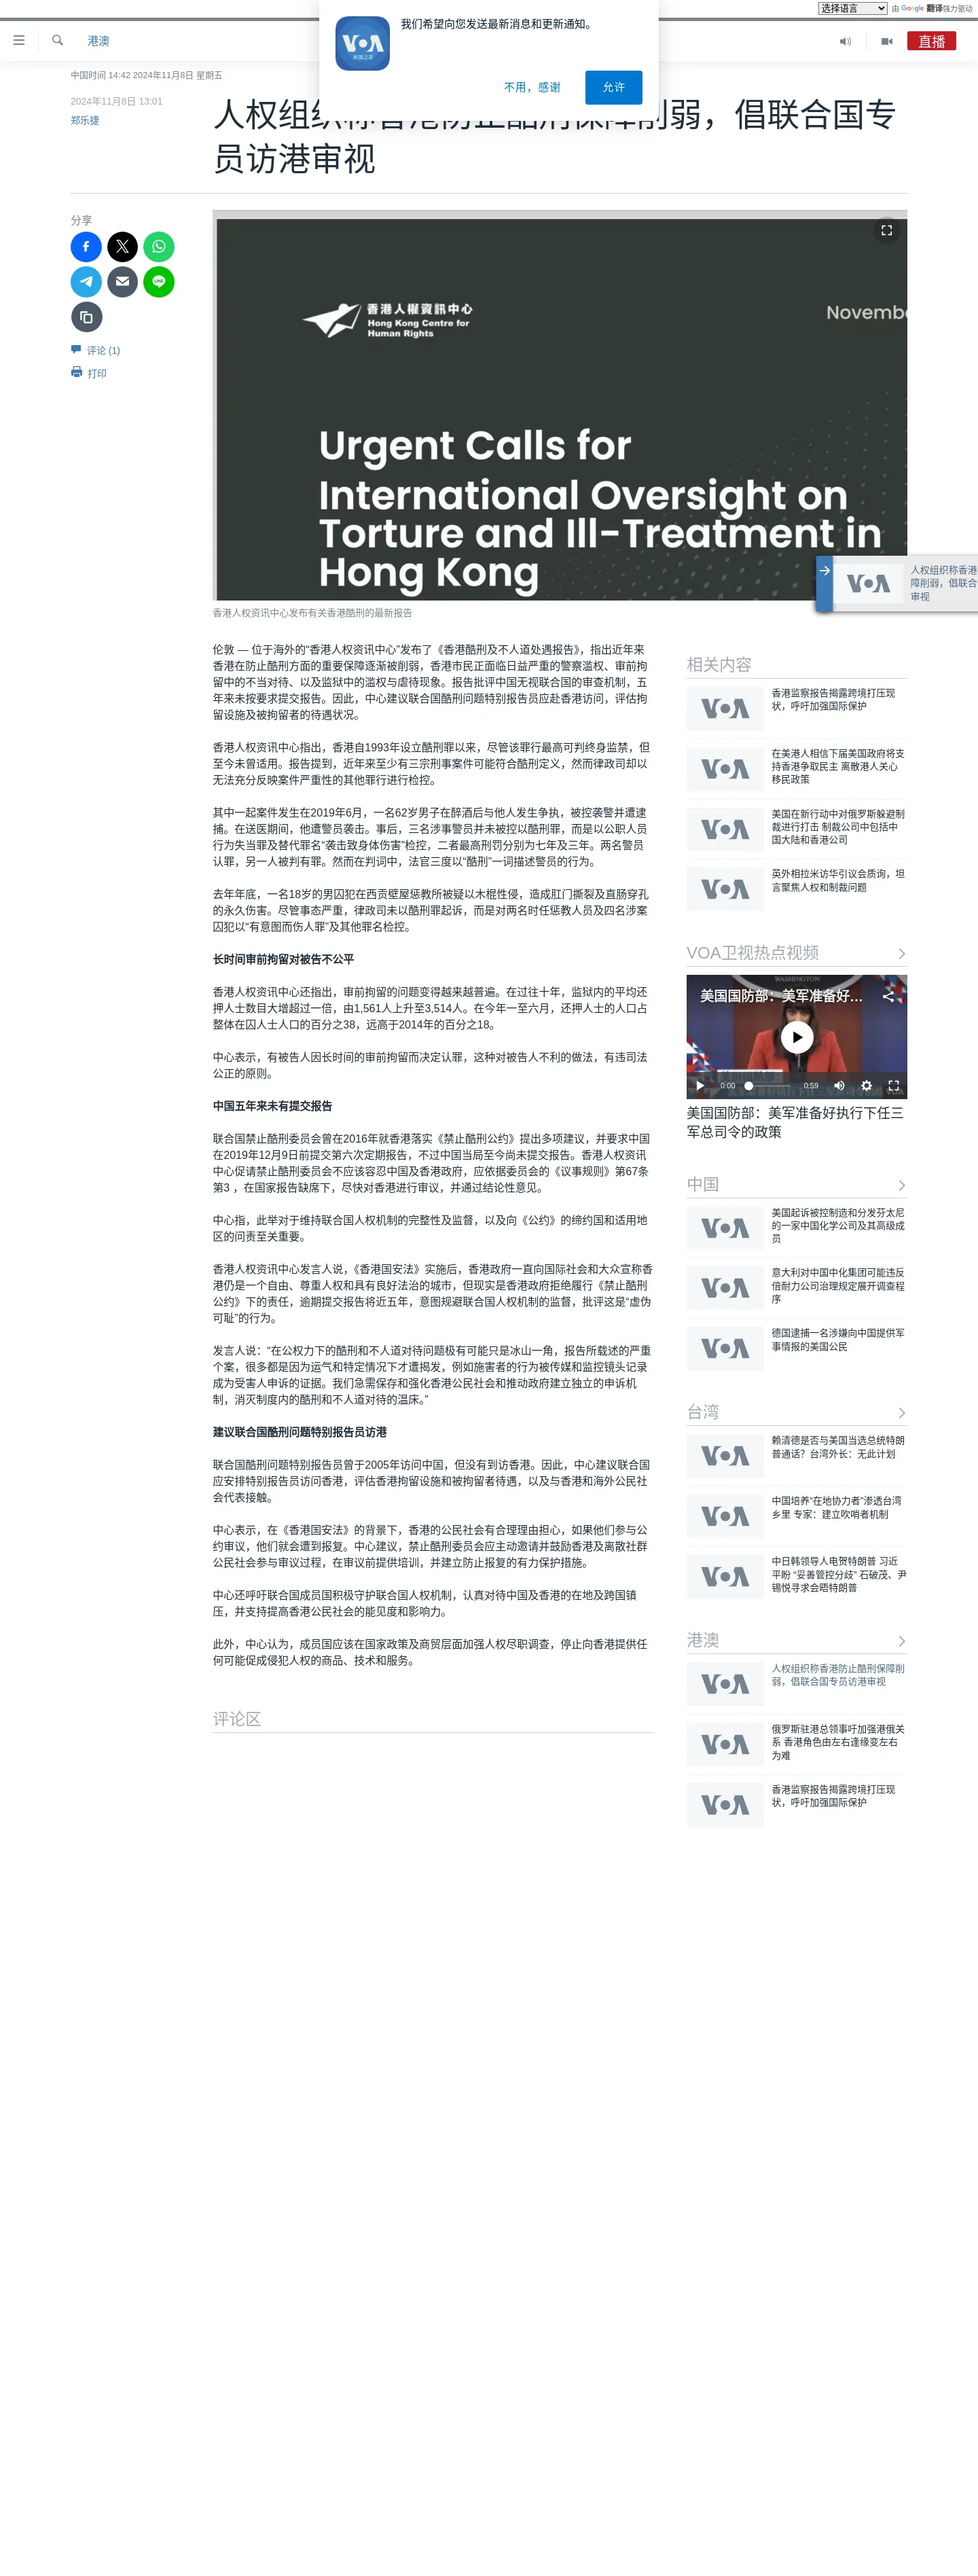 选择语言
由 Google 翻译强力驱动
港澳
直播
VOA
美国之音
我们希望向您发送最新消息和更新通知。
不用，感谢
允许
中国时间 14:42 2024年11月8日 星期五
2024年11月8日 13:01
郑乐捷
人权组织称香港防止酷刑保障削弱，倡联合国专
员访港审视
分享
LINE
评论 (1)
打印
香港人權資訊中心
Hong Kong Centre for
Human Rights
Novembe
Urgent Calls for
International Oversight on
Torture and Ill-Treatment in
Hong Kong
香港人权资讯中心发布有关香港酷刑的最新报告
VOA
人权组织称香港
障削弱，倡联合
审视
伦敦 — 位于海外的“香港人权资讯中心”发布了《香港酷刑及不人道处遇报告》，指出近年来
香港在防止酷刑方面的重要保障逐渐被削弱，香港市民正面临日益严重的警察滥权、审前拘
留中的不当对待、以及监狱中的滥权与虐待现象。报告批评中国无视联合国的审查机制，五
年来未按要求提交报告。因此，中心建议联合国酷刑问题特别报告员应赴香港访问，评估拘
留设施及被拘留者的待遇状况。
香港人权资讯中心指出，香港自1993年设立酷刑罪以来，尽管该罪行最高可判终身监禁，但
至今未曾适用。报告提到，近年来至少有三宗刑事案件可能符合酷刑定义，然而律政司却以
无法充分反映案件严重性的其他罪行进行检控。
其中一起案件发生在2019年6月，一名62岁男子在醉酒后与他人发生争执，被控袭警并遭逮
捕。在送医期间，他遭警员袭击。事后，三名涉事警员并未被控以酷刑罪，而是以公职人员
行为失当罪及替代罪名“袭击致身体伤害”检控，二者最高刑罚分别为七年及三年。两名警员
认罪，另一人被判有罪。然而在判词中，法官三度以“酷刑”一词描述警员的行为。
去年年底，一名18岁的男囚犯在西贡壁屋惩教所被疑以木棍性侵，造成肛门撕裂及直肠穿孔
的永久伤害。尽管事态严重，律政司未以酷刑罪起诉，而是对两名时任惩教人员及四名涉案
囚犯以“有意图而伤人罪”及其他罪名检控。
长时间审前拘留对被告不公平
香港人权资讯中心还指出，审前拘留的问题变得越来越普遍。在过往十年，监狱内的平均还
押人士数目大增超过一倍，由1,561人上升至3,514人。在今年一至六月，还押人士的人口占
整体在囚人士人口的百分之38，远高于2014年的百分之18。
中心表示，有被告人因长时间的审前拘留而决定认罪，这种对被告人不利的做法，有违司法
公正的原则。
中国五年来未有提交报告
联合国禁止酷刑委员会曾在2016年就香港落实《禁止酷刑公约》提出多项建议，并要求中国
在2019年12月9日前提交第六次定期报告，不过中国当局至今尚未提交报告。香港人权资讯
中心促请禁止酷刑委员会不应该容忍中国及香港政府，应依据委员会的《议事规则》第67条
第3 ，在国家报告缺席下，尽快对香港进行审议，并通过结论性意见。
中心指，此举对于维持联合国人权机制的完整性及监督，以及向《公约》的缔约国和适用地
区的问责至关重要。
香港人权资讯中心发言人说，《香港国安法》实施后，香港政府一直向国际社会和大众宣称香
港仍是一个自由、尊重人权和具有良好法治的城市，但现实是香港政府拒绝履行《禁止酷刑
公约》下的责任，逾期提交报告将近五年，意图规避联合国人权机制的监督，批评这是“虚伪
可耻”的行为。
发言人说：“在公权力下的酷刑和不人道对待问题极有可能只是冰山一角，报告所载述的严重
个案，很多都是因为运气和特定情况下才遭揭发，例如施害者的行为被传媒和监控镜头记录
成为受害人申诉的证据。我们急需保存和强化香港公民社会和推动政府建立独立的申诉机
制，消灭制度内的酷刑和不人道对待的温床。”
建议联合国酷刑问题特别报告员访港
联合国酷刑问题特别报告员曾于2005年访问中国，但没有到访香港。因此，中心建议联合国
应安排特别报告员访问香港，评估香港拘留设施和被拘留者待遇，以及与香港和海外公民社
会代表接触。
中心表示，在《香港国安法》的背景下，香港的公民社会有合理理由担心，如果他们参与公
约审议，他们就会遭到报复。中心建议，禁止酷刑委员会应主动邀请并鼓励香港及离散社群
公民社会参与审议过程，在审议前提供培训，并建立防止报复的有力保护措施。
中心还呼吁联合国成员国积极守护联合国人权机制，认真对待中国及香港的在地及跨国镇
压，并支持提高香港公民社会的能见度和影响力。
此外，中心认为，成员国应该在国家政策及商贸层面加强人权尽职调查，停止向香港提供任
何可能促成侵犯人权的商品、技术和服务。
评论区
相关内容
VOA
香港监察报告揭露跨境打压现
状，呼吁加强国际保护
VOA
在美港人相信下届美国政府将支
持香港争取民主 离散港人关心
移民政策
VOA
美国在新行动中对俄罗斯躲避制
裁进行打击 制裁公司中包括中
国大陆和香港公司
VOA
英外相拉米访华引议会质询，坦
言聚焦人权和制裁问题
VOA卫视热点视频
WASHINGTON
美国国防部：美军准备好...
0:00
0:59
美国国防部：美军准备好执行下任三
军总司令的政策
中国
VOA
美国起诉被控制造和分发芬太尼
的一家中国化学公司及其高级成
员
VOA
意大利对中国中化集团可能违反
倍耐力公司治理规定展开调查程
序
VOA
德国逮捕一名涉嫌向中国提供军
事情报的美国公民
台湾
VOA
赖清德是否与美国当选总统特朗
普通话？台湾外长：无此计划
VOA
中国培养“在地协力者”渗透台湾
乡里 专家：建立吹哨者机制
VOA
中日韩领导人电贺特朗普 习近
平盼 “妥善管控分歧” 石破茂、尹
锡悦寻求会晤特朗普
港澳
VOA
人权组织称香港防止酷刑保障削
弱，倡联合国专员访港审视
VOA
俄罗斯驻港总领事吁加强港俄关
系 香港角色由左右逢缘变左右
为难
VOA
香港监察报告揭露跨境打压现
状，呼吁加强国际保护